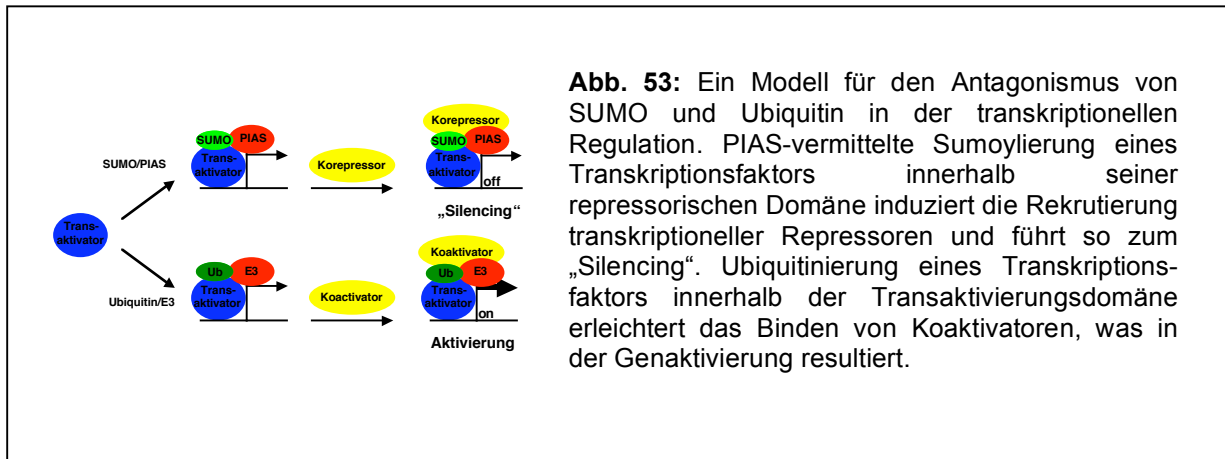 SUMO/PIAS
Trans-
aktivator
Ubiquitin/E3
SUMO
PIAS
Trans-
aktivator
Korepressor
Korepressor
SUMO
PIAS
Trans-
aktivator
off
„Silencing“
Ub
E3
Trans-
aktivator
Koactivator
Koaktivator
Ub
E3
Trans-
aktivator
on
Aktivierung
Abb. 53: Ein Modell für den Antagonismus von
SUMO und Ubiquitin in der transkriptionellen
Regulation. PIAS-vermittelte Sumoylierung eines
Transkriptionsfaktors innerhalb seiner
repressorischen Domäne induziert die Rekrutierung
transkriptioneller Repressoren und führt so zum
„Silencing“. Ubiquitinierung eines Transkriptions-
faktors innerhalb der Transaktivierungsdomäne
erleichtert das Binden von Koaktivatoren, was in
der Genaktivierung resultiert.